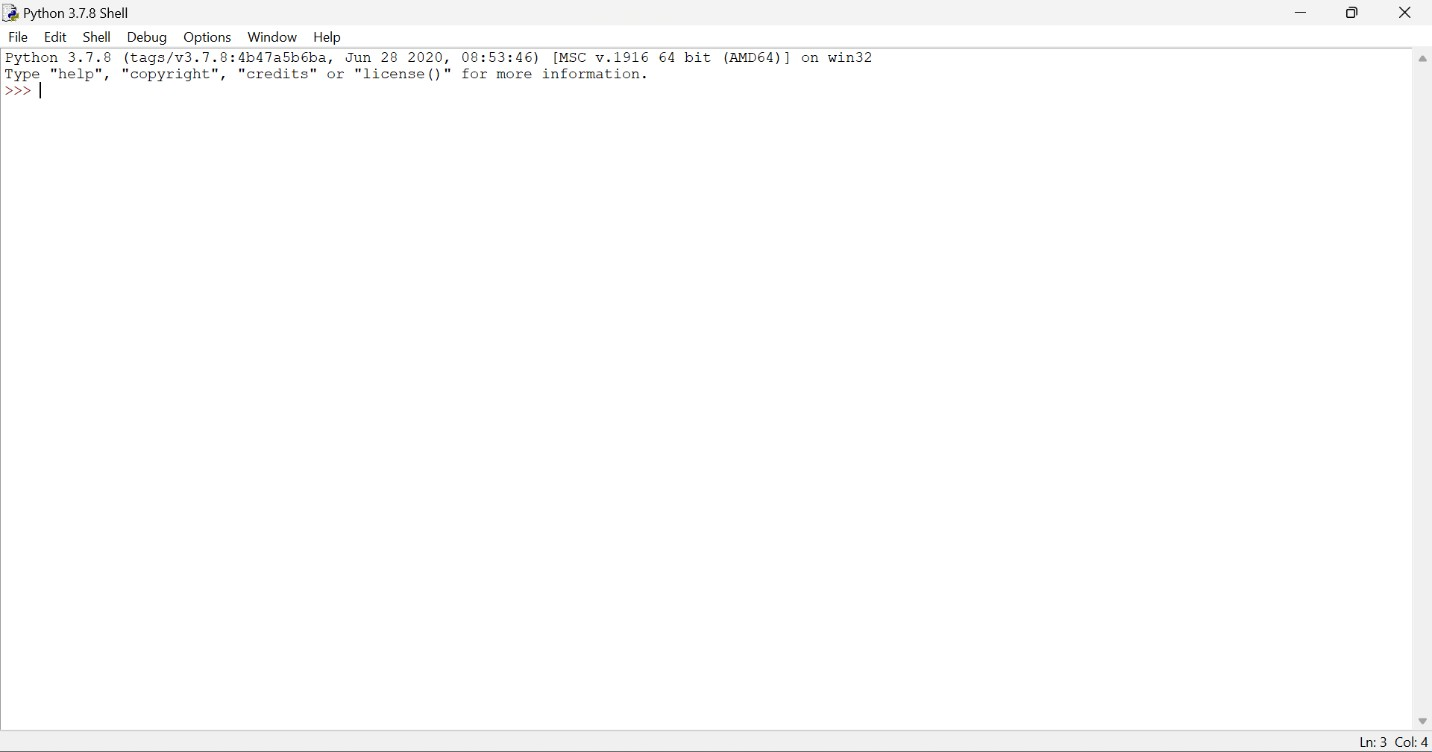 Python 3.7.8 Shell
File Edit Shell Debug Options Window Help
Python 3.7.8 (tags/v3.7.8:4b47a5b6ba, Jun 28 2020, 08:53:46) [MSC v.1916 64 bit (AMD64)] on win32
Type "help", "copyright", "credits" or "license()" for more information.
>>>
Ln: 3 Col: 4